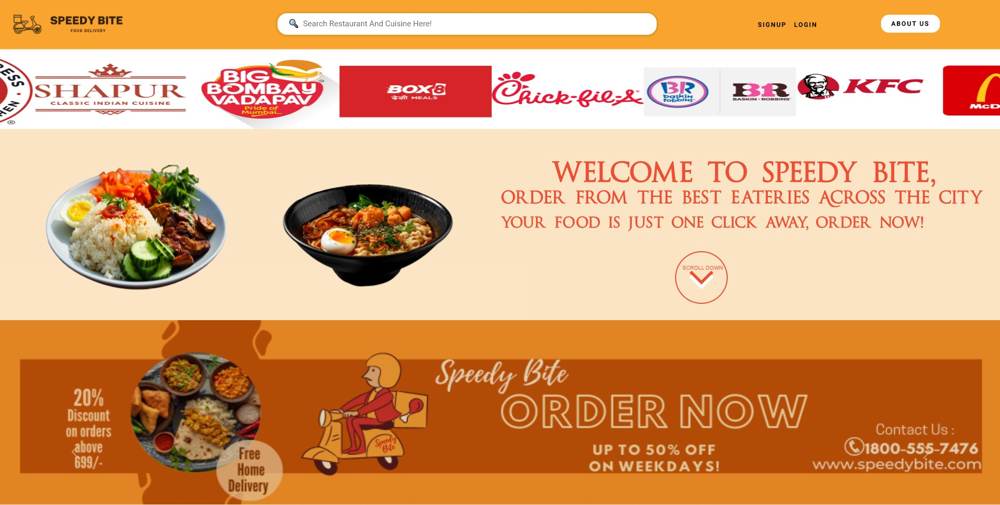 SPEEDY BITE
FOOD DELIVERY
Search Restaurant And Cuisine Here!
SIGNUP LOGIN
ABOUT US
ESS
EN
®
SHAPUR
CLASSIC INDIAN CUISINE
BIG
BOMBAY
VADAPAV
Pride of
Mumbai...
BOX8
देसी MEALS
Chick-fil-A®
BR
baskin
robbins
BR
BASKIN-ROBBINS
KFC
McD
WELCOME TO SPEEDY BITE,
ORDER FROM THE BEST EATERIES ACROSS THE CITY
YOUR FOOD IS JUST ONE CLICK AWAY, ORDER NOW!
SCROLL DOWN
20%
Discount
on orders
above
699/-
Free
Home
Delivery
Speedy
Bite
Speedy Bite
ORDER NOW
UP TO 50% OFF
ON WEEKDAYS!
Contact Us :
1800-555-7476
www.speedybite.com